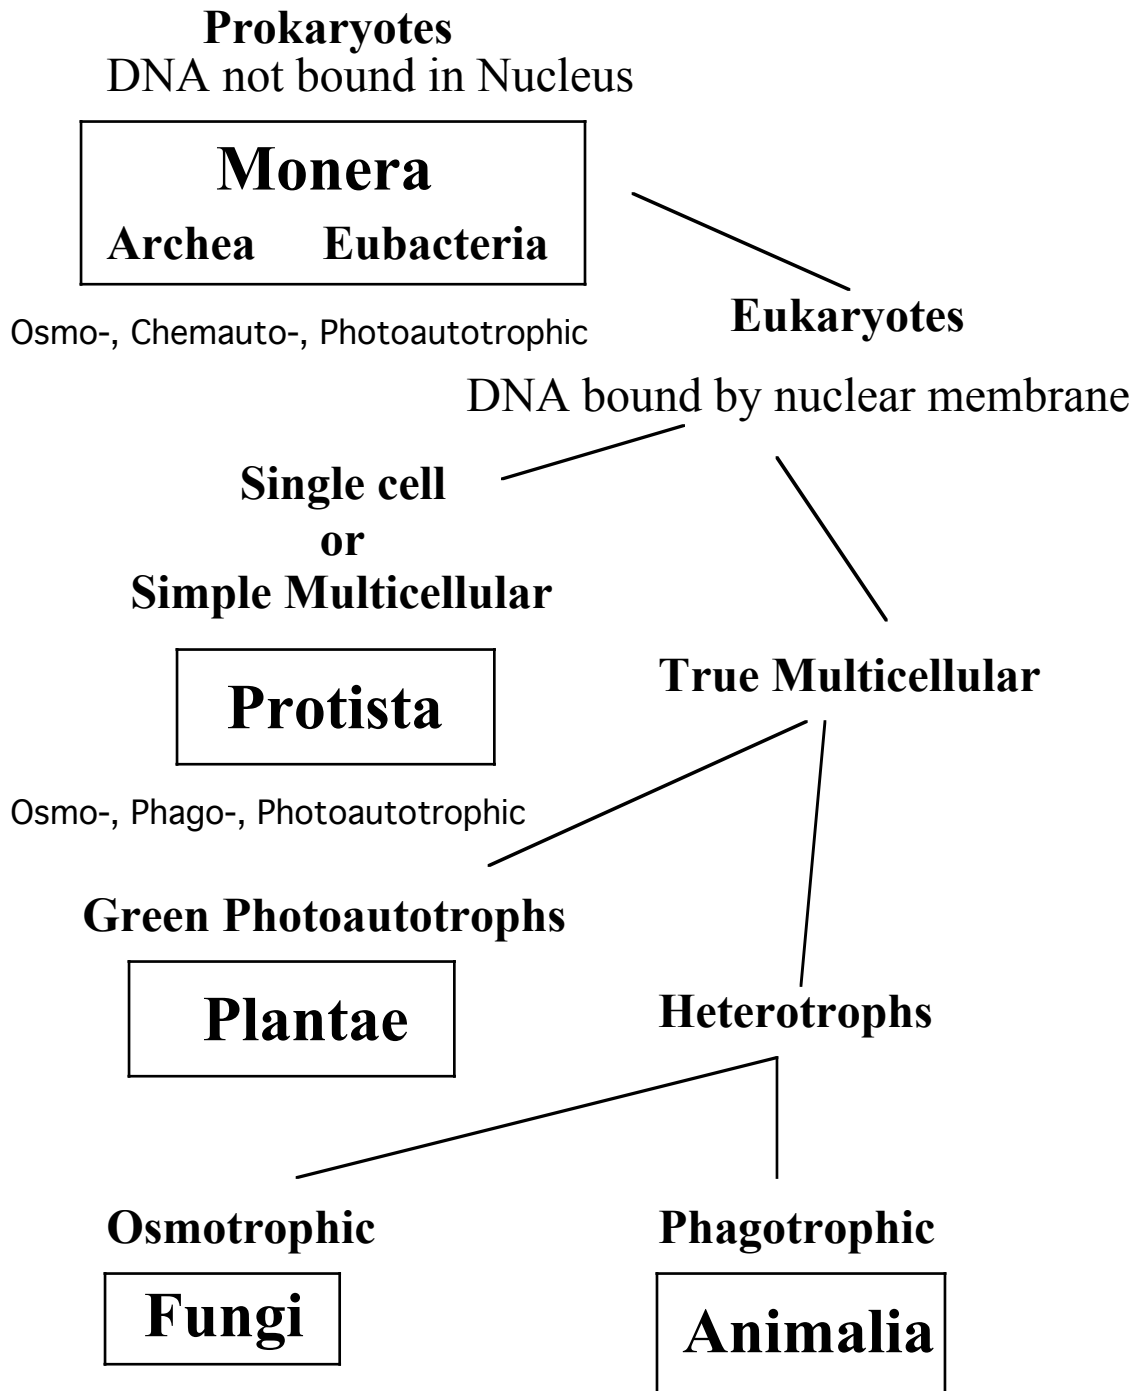 Prokaryotes
DNA not bound in Nucleus
Monera
Archea Eubacteria
Osmo-, Chemauto-, Photoautotrophic
Eukaryotes
DNA bound by nuclear membrane
Single cell
or
Simple Multicellular
Protista
True Multicellular
Osmo-, Phago-, Photoautotrophic
Green Photoautotrophs
Plantae
Heterotrophs
Osmotrophic
Fungi
Phagotrophic
Animalia